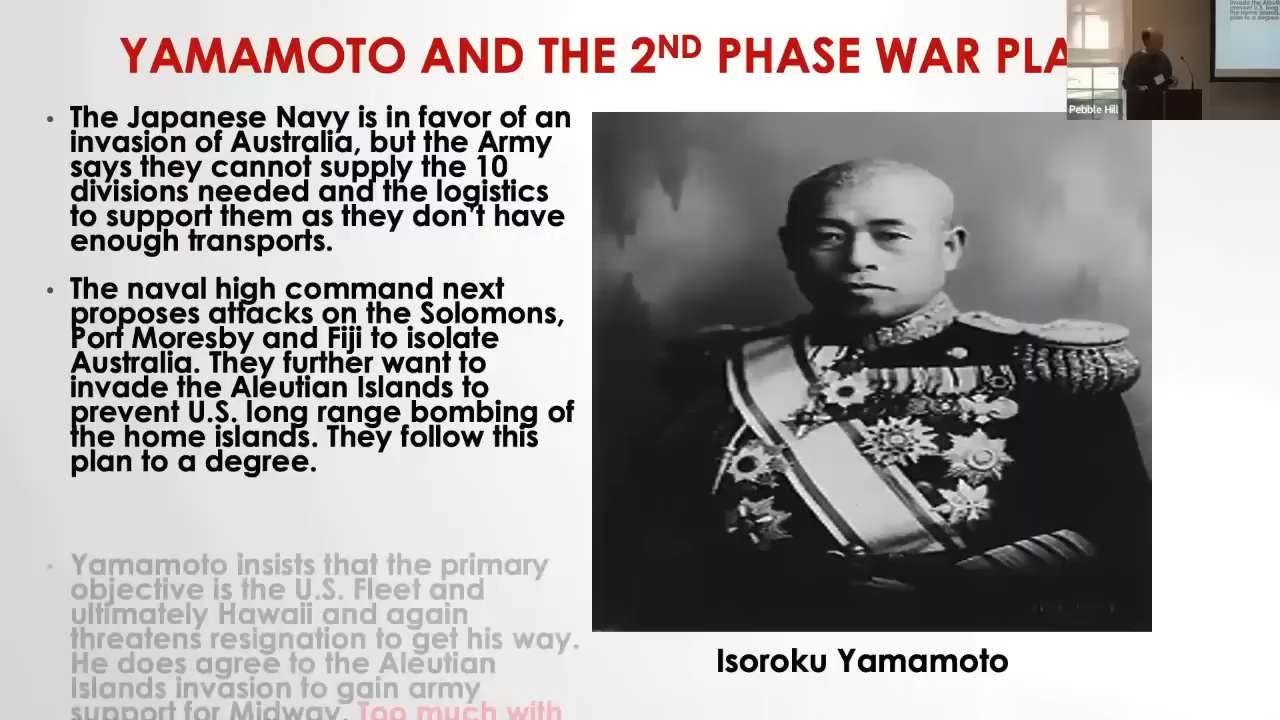 YAMAMOTO AND THE 2ND PHASE WAR PLA
• The Japanese Navy is in favor of an
invasion of Australia, but the Army
says they cannot supply the 10
divisions needed and the logistics
to support them as they don't have
enough transports.
• The naval high command next
proposes attacks on the Solomons,
Port Moresby and Fiji to isolate
Australia. They further want to
invade the Aleutian Islands to
prevent U.S. long range bombing of
the home islands. They follow this
plan to a degree.
• Yamamoto insists that the primary
objective is the U.S. Fleet and
ultimately Hawaii and again
threatens resignation to get his way.
He does agree to the Aleutian
Islands invasion to gain army
support for Midway. Too much with
Isoroku Yamamoto
Pebble Hill